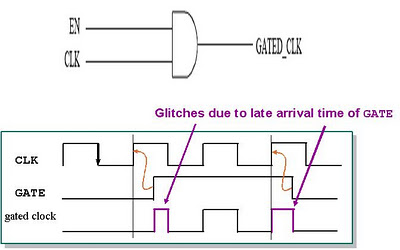 EN
CLK
GATED_CLK
Glitches due to late arrival time of GATE
CLK
GATE
gated clock